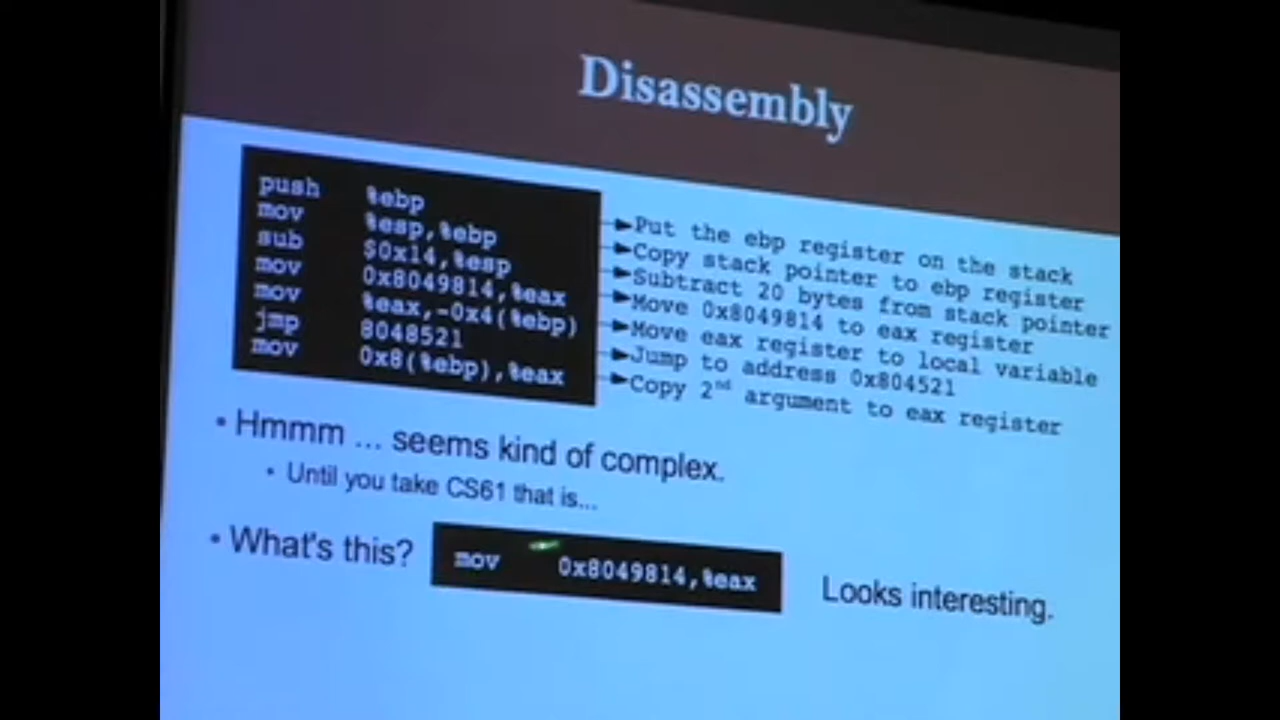 Disassembly
push %ebp
mov %esp,%ebp
sub $0x14,%esp
mov 0x8049814,%eax
mov %eax,-0x4(%ebp)
jmp 8048521
mov 0x8(%ebp),%eax
Put the ebp register on the stack
Copy stack pointer to ebp register
Subtract 20 bytes from stack pointer
Move 0x8049814 to eax register
Move eax register to local variable
Jump to address 0x804521
Copy 2nd argument to eax register
• Hmmm ... seems kind of complex.
• Until you take CS61 that is...
• What's this?
mov 0x8049814,%eax
Looks interesting.